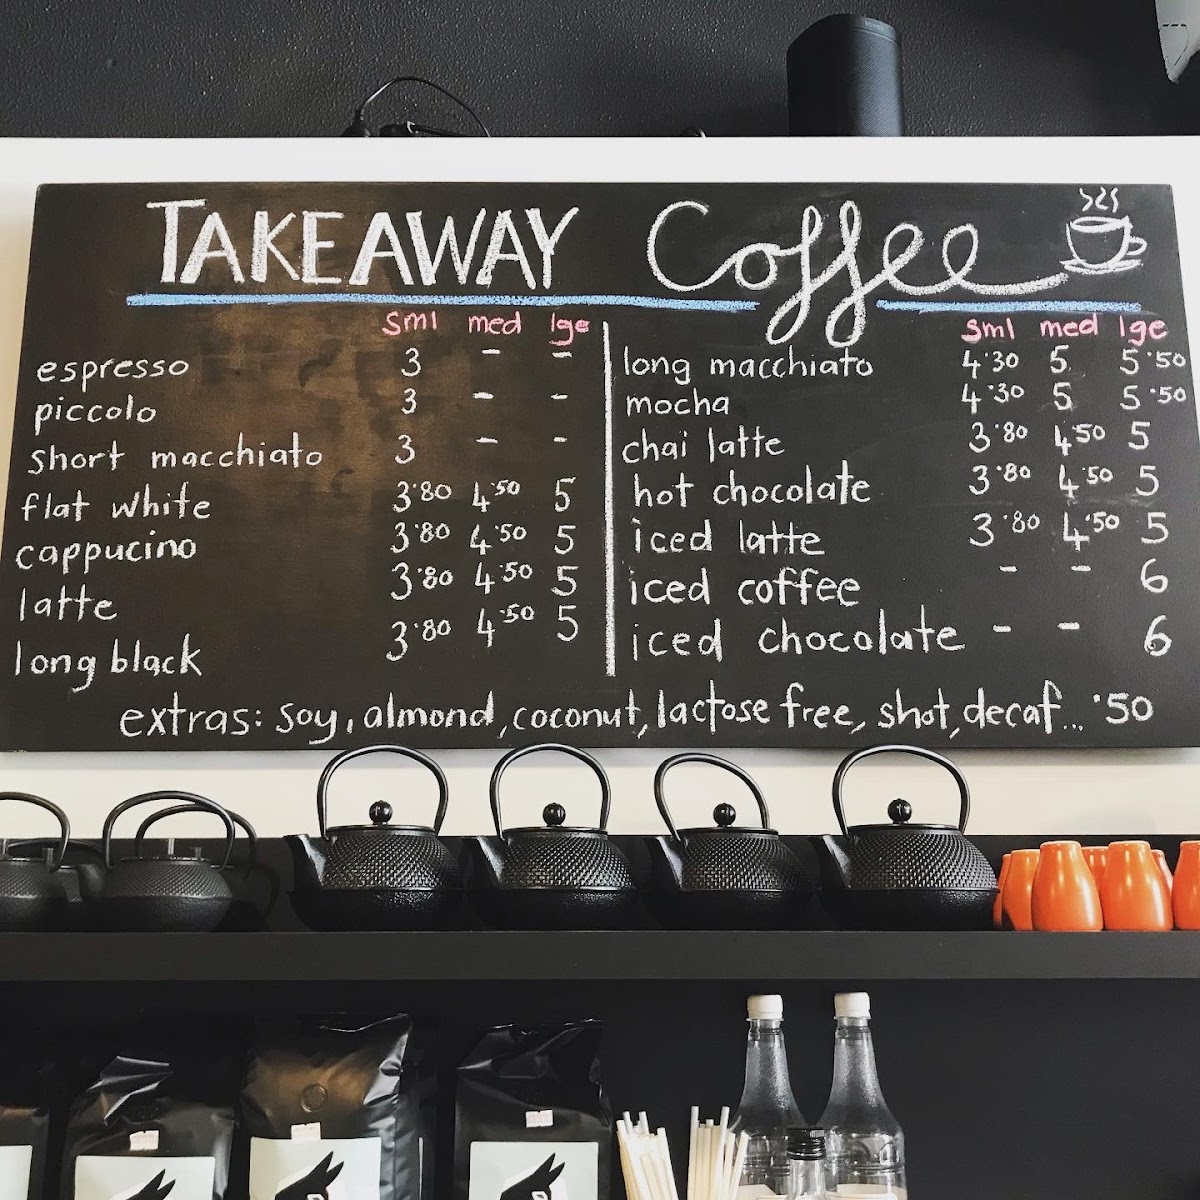 TAKEAWAY Coffee
sml med lge
espresso 3 - -
piccolo 3 - -
short macchiato 3 - -
flat white 3.80 4.50 5
cappucino 3.80 4.50 5
latte 3.80 4.50 5
long black 3.80 4.50 5
sml med lge
long macchiato 4.30 5 5.50
mocha 4.30 5 5.50
chai latte 3.80 4.50 5
hot chocolate 3.80 4.50 5
iced latte 3.80 4.50 5
iced coffee - - 6
iced chocolate - - 6
extras: soy, almond, coconut, lactose free, shot, decaf... .50